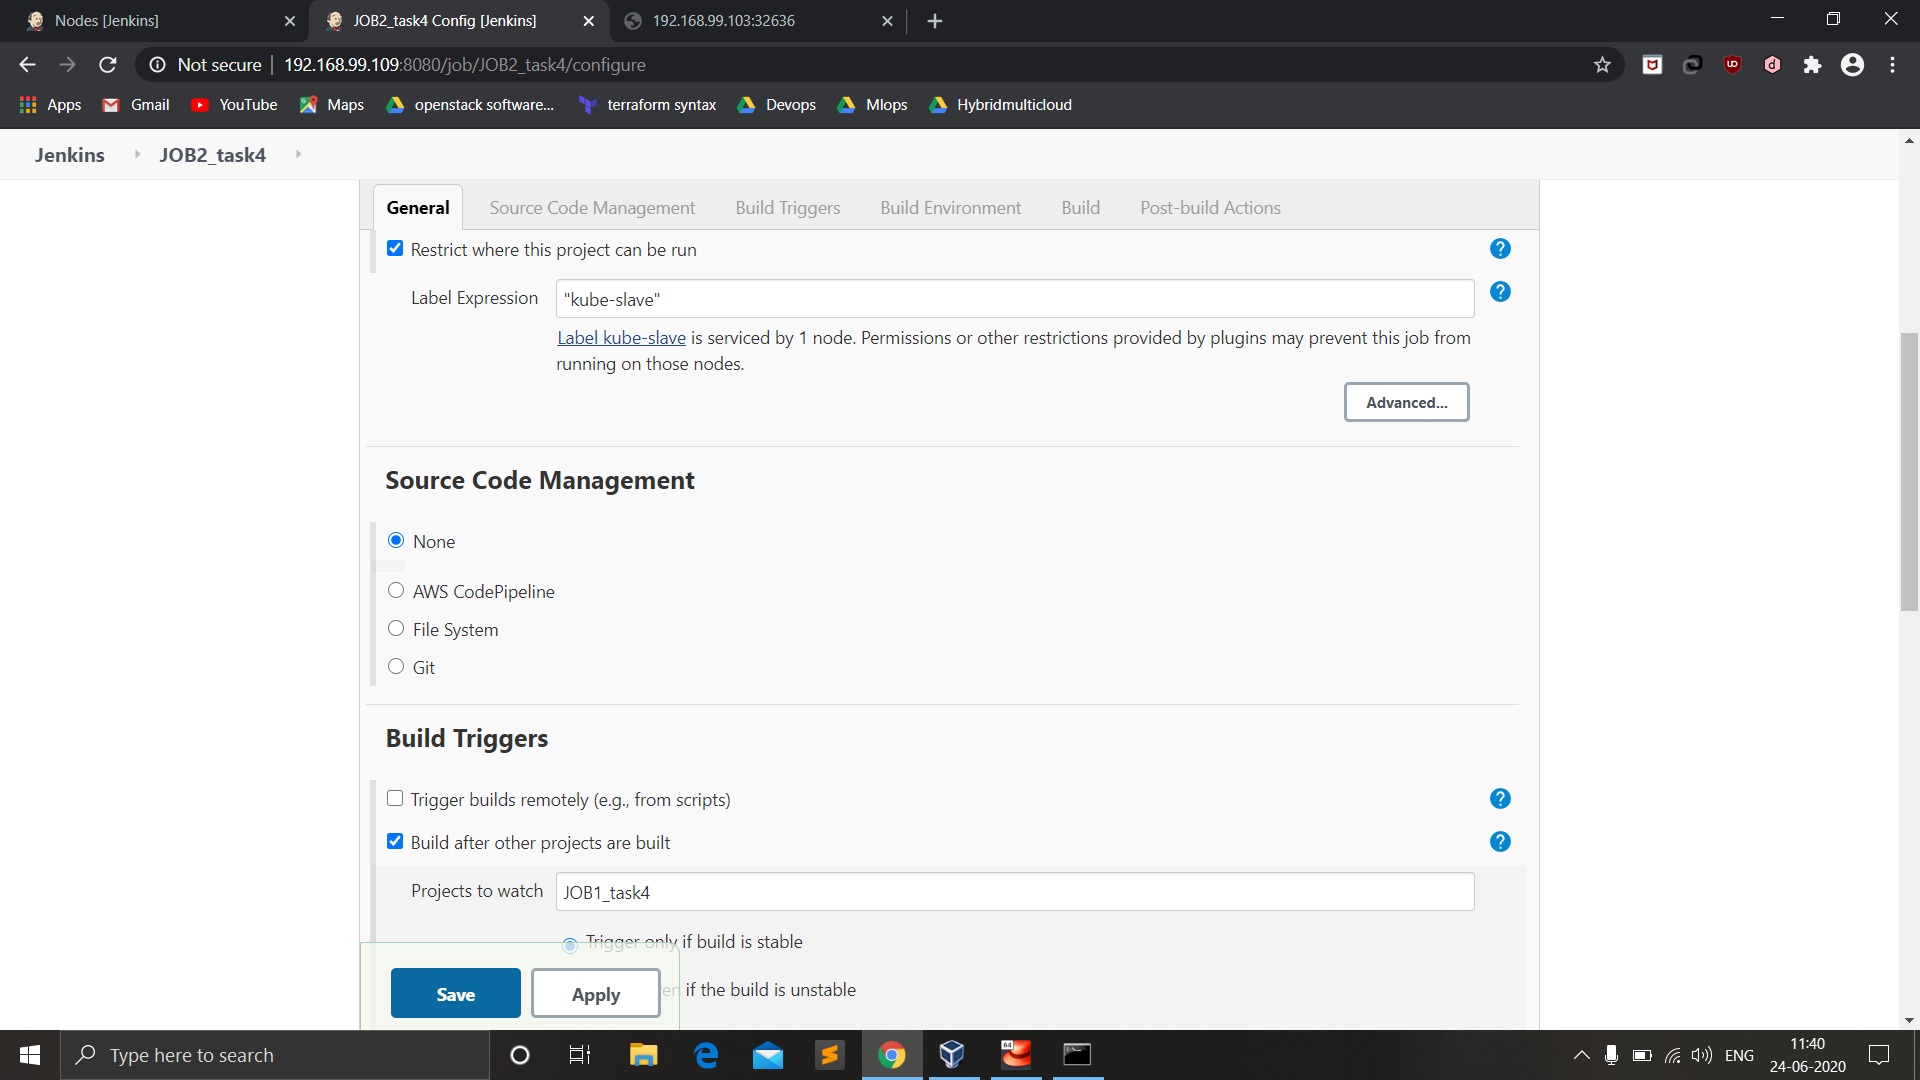 Nodes [Jenkins]
JOB2_task4 Config [Jenkins]
192.168.99.103:32636
Not secure
192.168.99.109:8080/job/JOB2_task4/configure
Apps
Gmail
YouTube
Maps
openstack software...
terraform syntax
Devops
Mlops
Hybridmulticloud
Jenkins
JOB2_task4
General
Source Code Management
Build Triggers
Build Environment
Build
Post-build Actions
Restrict where this project can be run
Label Expression
"kube-slave"
Label kube-slave is serviced by 1 node. Permissions or other restrictions provided by plugins may prevent this job from
running on those nodes.
Advanced...
Source Code Management
None
AWS CodePipeline
File System
Git
Build Triggers
Trigger builds remotely (e.g., from scripts)
Build after other projects are built
Projects to watch
JOB1_task4
Trigger only if build is stable
if the build is unstable
Save
Apply
Type here to search
64
ENG
11:40
24-06-2020